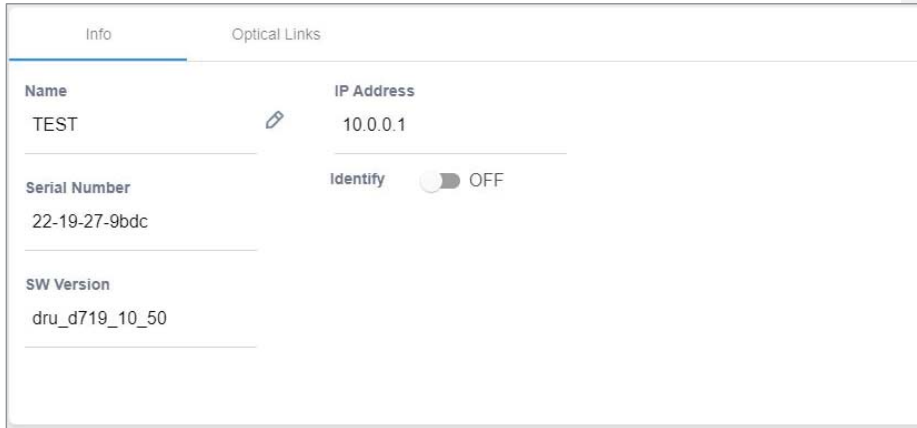 Info
Optical Links
Name
TEST
IP Address
10.0.0.1
Serial Number
22-19-27-9bdc
Identify
OFF
SW Version
dru_d719_10_50